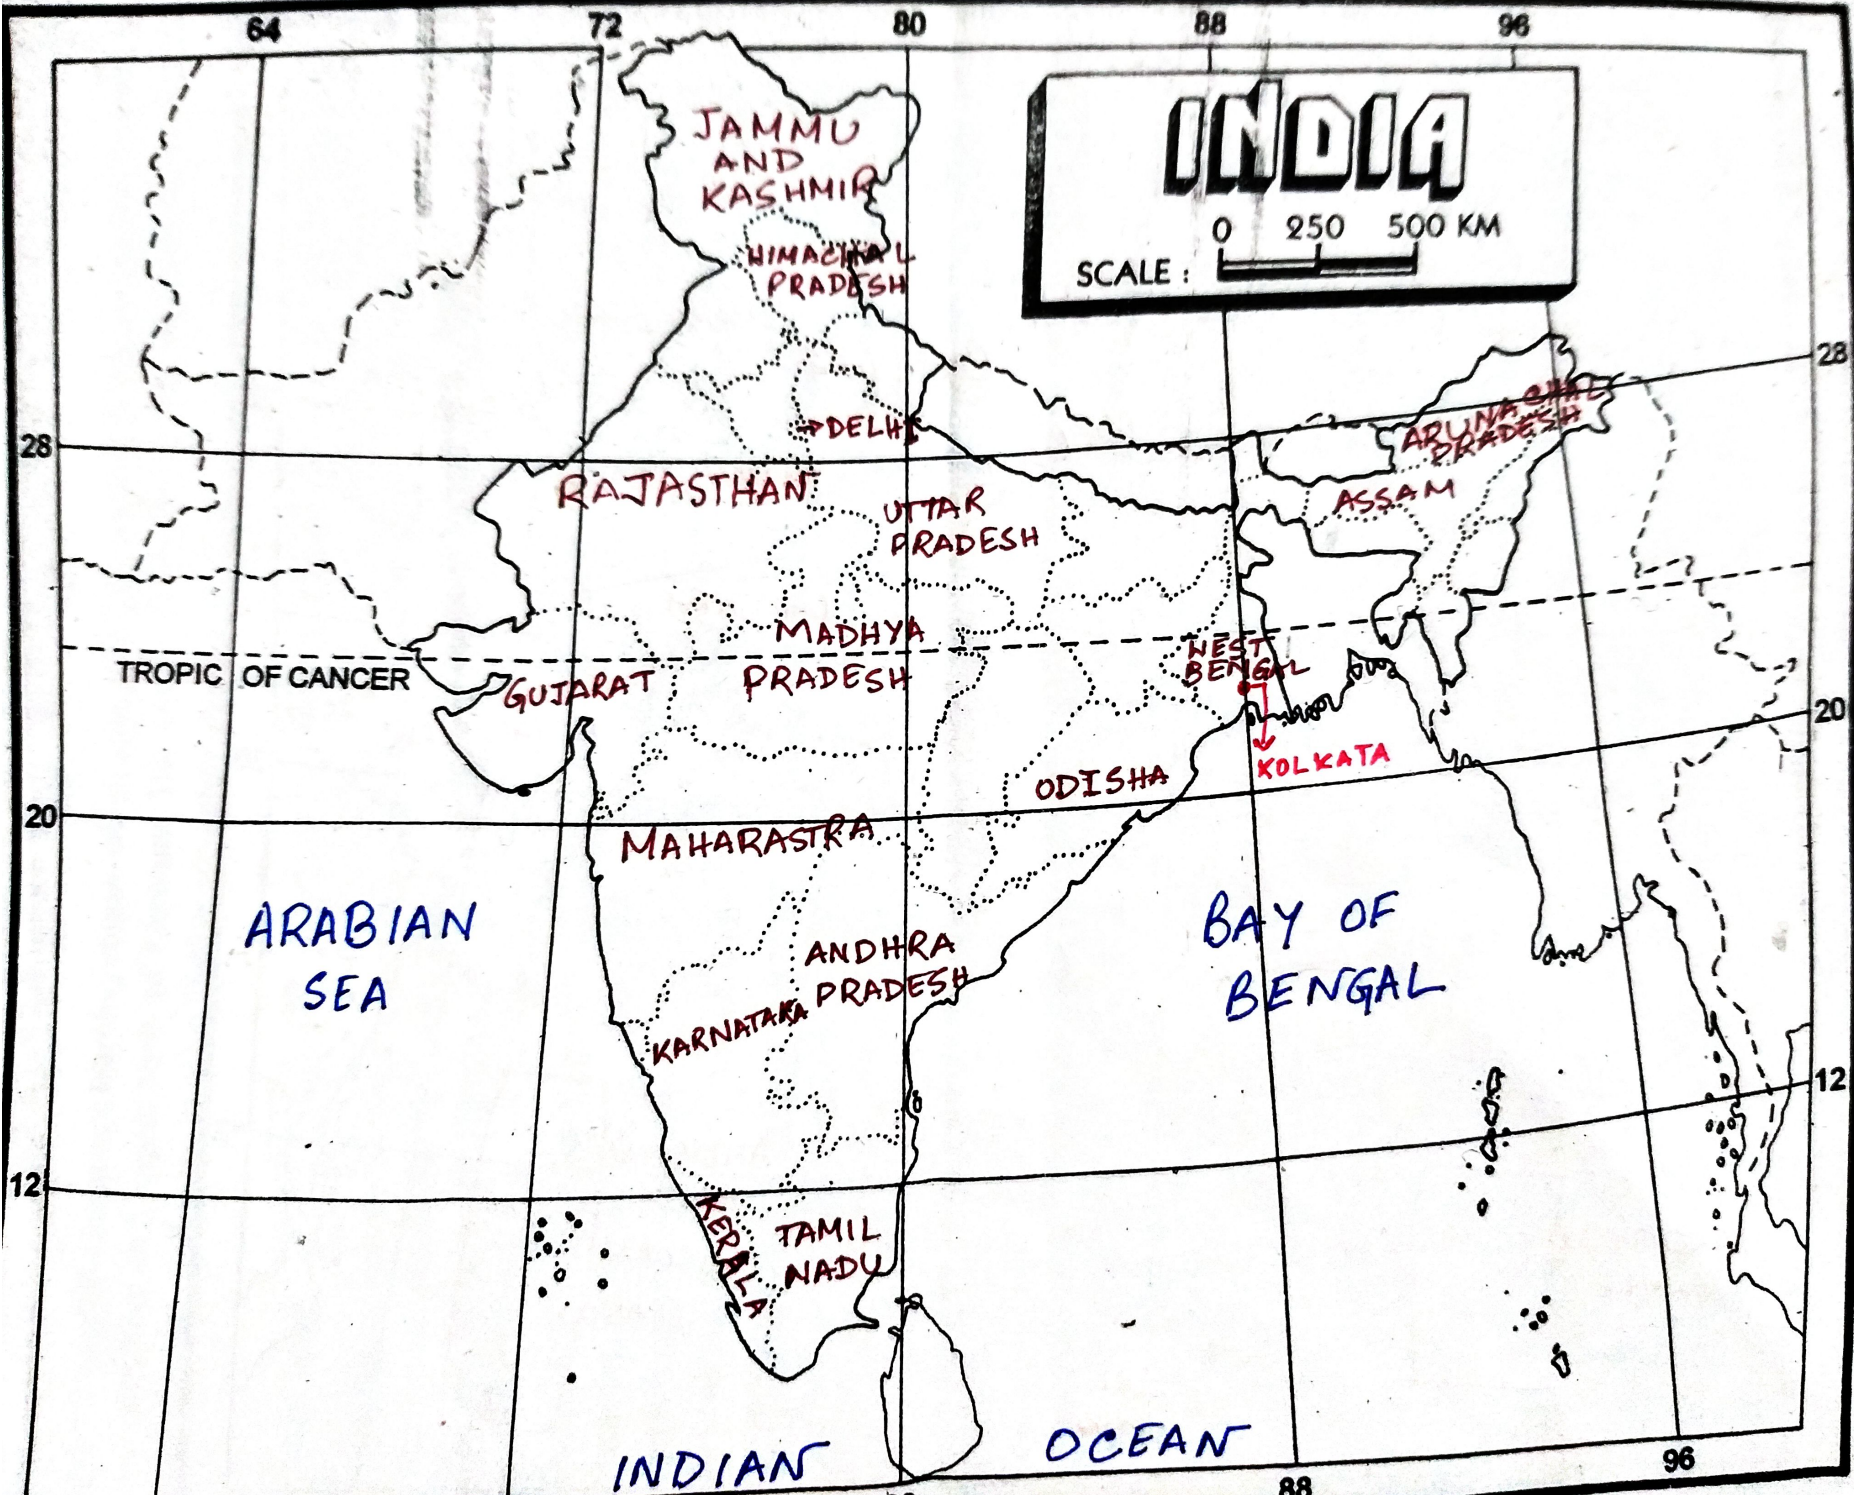 64 72 80 88 96
INDIA
0 250 500 KM
SCALE :
JAMMU
AND
KASHMIR
HIMACHAL
PRADESH
28
ARUNACHAL
PRADESH
DELHI
28
RAJASTHAN
ASSAM
UTTAR
PRADESH
MADHYA
PRADESH
WEST
BENGAL
TROPIC OF CANCER
GUJARAT
20
KOLKATA
ODISHA
20
MAHARASTRA
ARABIAN
SEA
BAY OF
BENGAL
ANDHRA
PRADESH
KARNATAKA
12
12
KERALA
TAMIL
NADU
INDIAN OCEAN
96
88